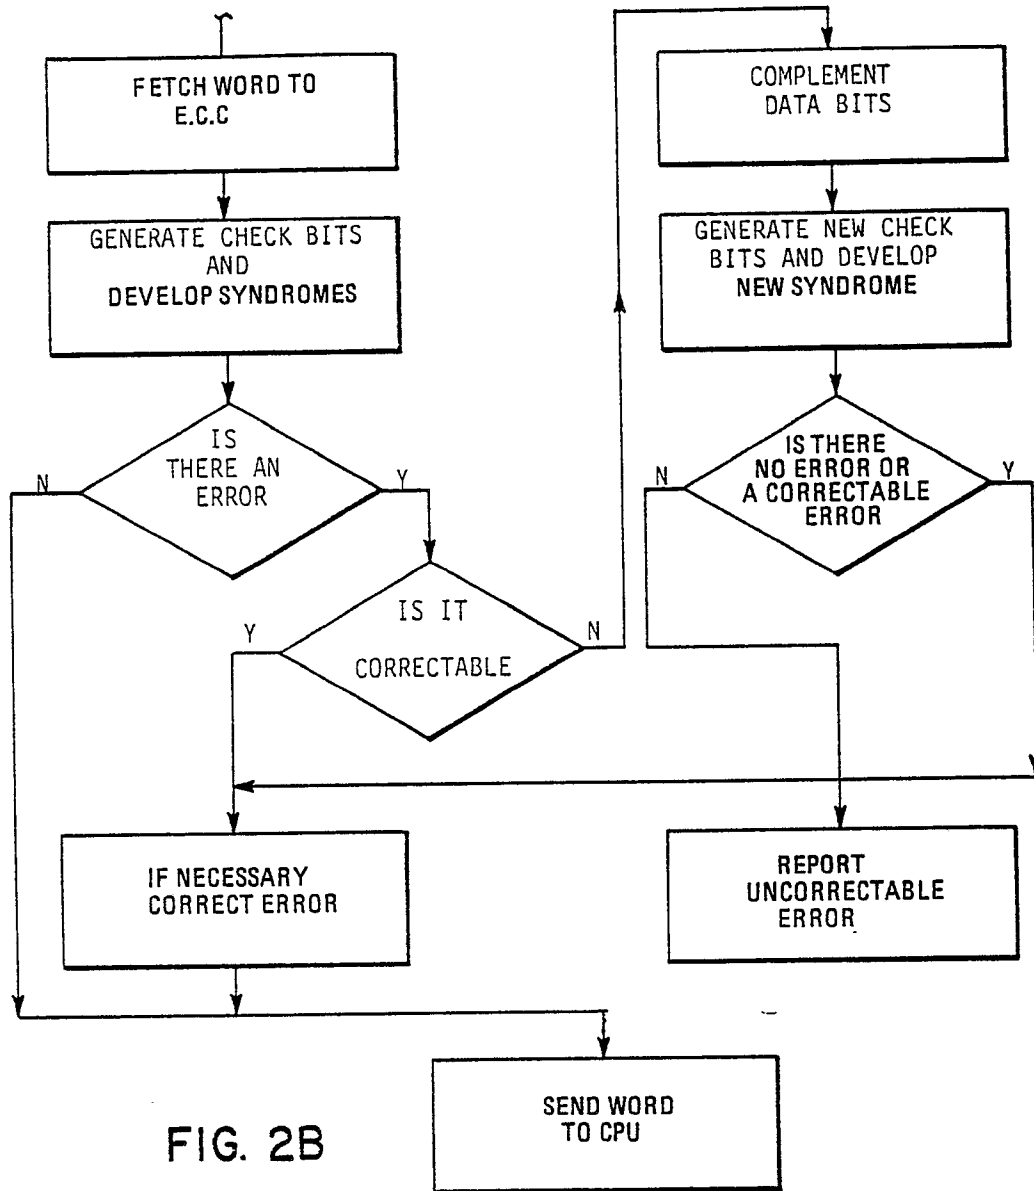 FETCH WORD TO
E.C.C
GENERATE CHECK BITS
AND
DEVELOP SYNDROMES
IS
THERE AN
ERROR
N
Y
IS IT
CORRECTABLE
Y
N
COMPLEMENT
DATA BITS
GENERATE NEW CHECK
BITS AND DEVELOP
NEW SYNDROME
IS THERE
NO ERROR OR
A CORRECTABLE
ERROR
N
Y
IF NECESSARY
CORRECT ERROR
REPORT
UNCORRECTABLE
ERROR
SEND WORD
TO CPU
FIG. 2B